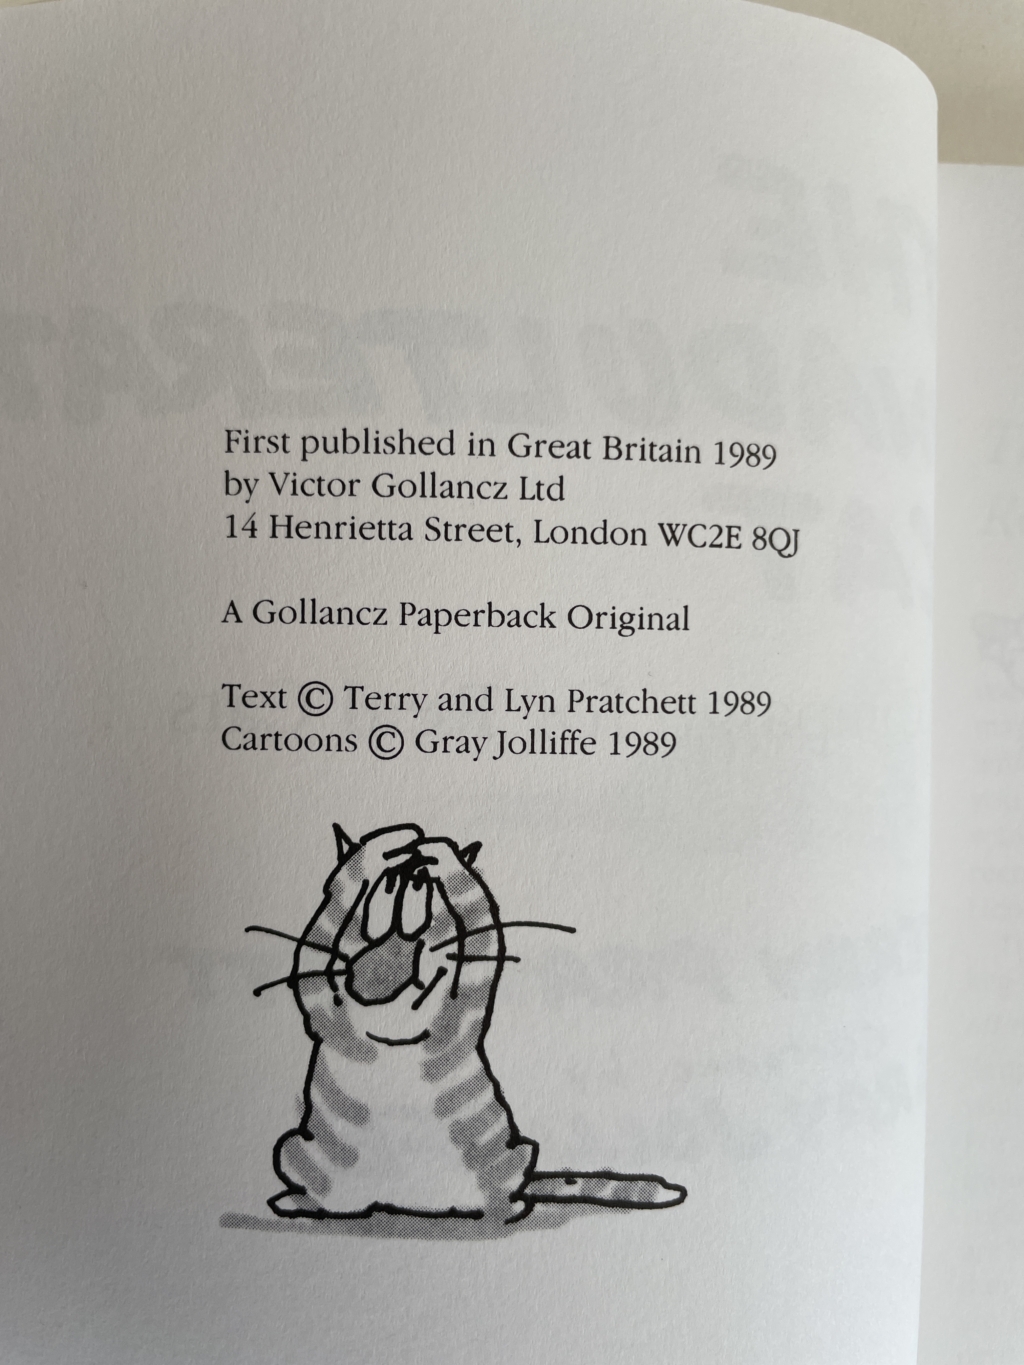 First published in Great Britain 1989
by Victor Gollancz Ltd
14 Henrietta Street, London WC2E 8QJ
A Gollancz Paperback Original
Text © Terry and Lyn Pratchett 1989
Cartoons © Gray Jolliffe 1989